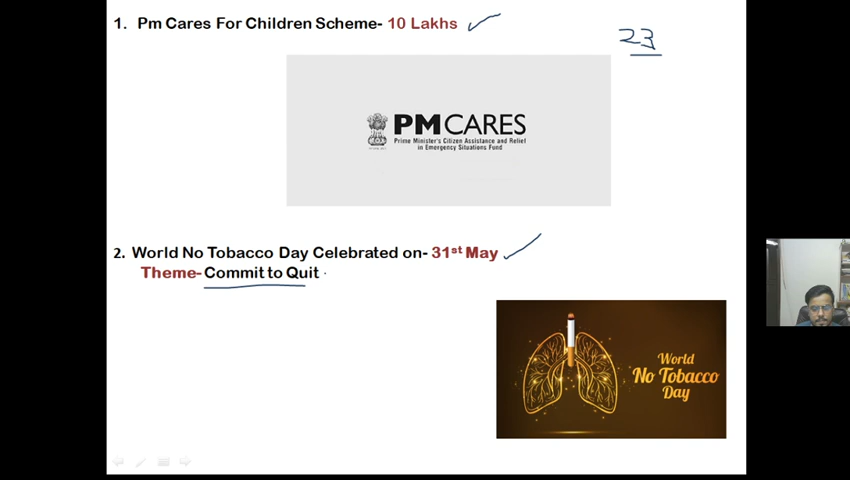 1. Pm Cares For Children Scheme- 10 Lakhs
23
PM CARES
Prime Minister's Citizen Assistance and Relief
in Emergency Situations Fund
2. World No Tobacco Day Celebrated on- 31st May
Theme- Commit to Quit
World
No Tobacco
Day